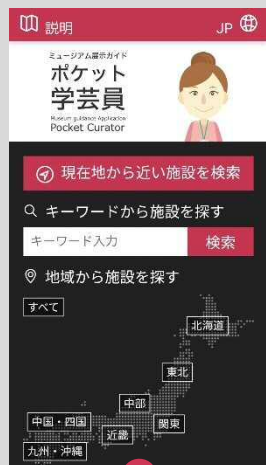 説明
JP
ミュージアム展示ガイド
ポケット
学芸員
Museum guidance Application
Pocket Curator
現在地から近い施設を検索
キーワードから施設を探す
キーワード入力
検索
地域から施設を探す
すべて
北海道
東北
中部
中国・四国
関東
近畿
九州・沖縄